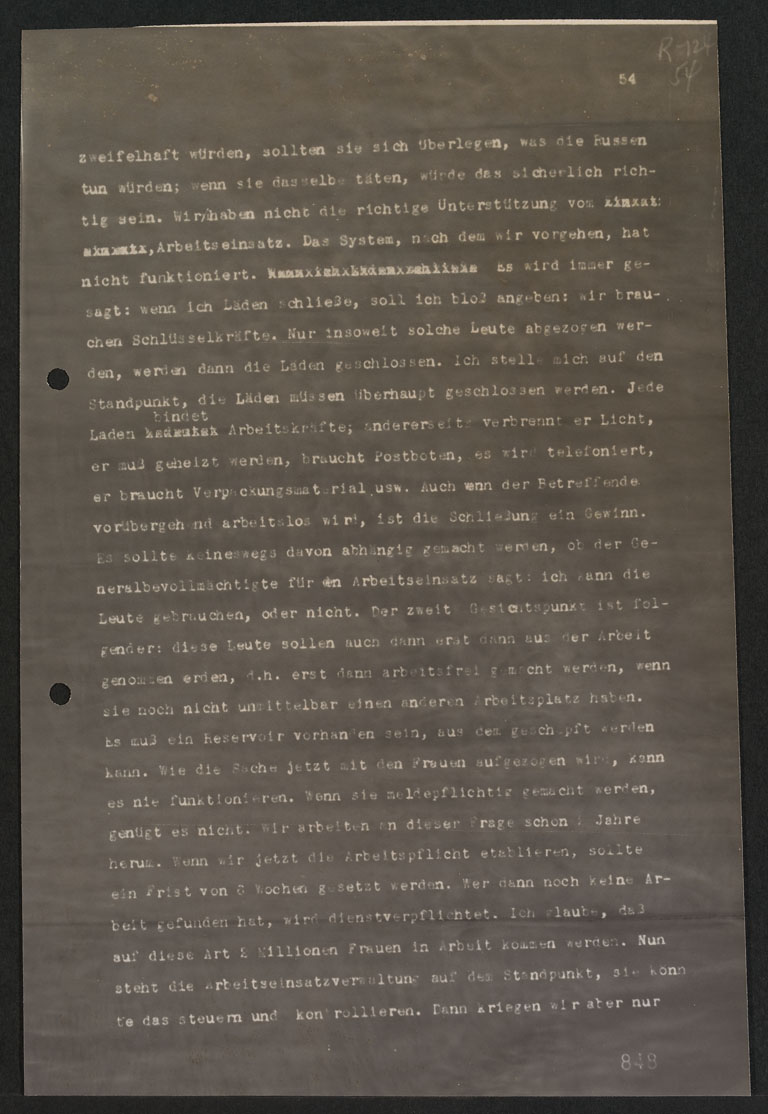 R-124
54
54
zweifelhaft würden, sollten sie sich überlegen, was die Russen
tun würden; wenn sie dasselbe täten, würde das sicherlich rich-
tig sein. Wir/haben nicht die richtige Unterstützung vom
, Arbeitseinsatz. Das System, nach dem wir vorgehen, hat
nicht funktioniert. Es wird immer ge-
sagt: wenn ich Läden schließe, soll ich bloß angeben: wir brau-
chen Schlüsselkräfte. Nur insoweit solche Leute abgezogen wer-
den, werden dann die Läden geschlossen. Ich stelle mich auf den
Standpunkt, die Läden müssen überhaupt geschlossen werden. Jede
bindet
Laden Arbeitskräfte; andererseits verbrennt er Licht,
er muß geheizt werden, braucht Postboten, es wird telefoniert,
er braucht Verpackungsmaterial usw. Auch wenn der Betreffende
vorübergehend arbeitslos wird, ist die Schließung ein Gewinn.
Es sollte keineswegs davon abhängig gemacht werden, ob der Ge-
neralbevollmächtigte für den Arbeitseinsatz sagt: ich kann die
Leute gebrauchen, oder nicht. Der zweite Gesichtspunkt ist fol-
gender: diese Leute sollen auch dann erst dann aus der Arbeit
genommen werden, d.h. erst dann arbeitsfrei gemacht werden, wenn
sie noch nicht unmittelbar einen anderen Arbeitsplatz haben.
Es muß ein Reservoir vorhanden sein, aus dem geschöpft werden
kann. Wie die Sache jetzt mit den Frauen aufgezogen wird, kann
es nie funktionieren. Wenn sie meldepflichtig gemacht werden,
genügt es nicht. Wir arbeiten an dieser Frage schon Jahre
herum. Wenn wir jetzt die Arbeitspflicht etablieren, sollte
ein Frist von 6 Wochen gesetzt werden. Wer dann noch keine Ar-
beit gefunden hat, wird dienstverpflichtet. Ich glaube, daß
auf diese Art 2 Millionen Frauen in Arbeit kommen werden. Nun
steht die Arbeitseinsatzverwaltung auf dem Standpunkt, sie könn
te das steuern und kontrollieren. Dann kriegen wir aber nur
848